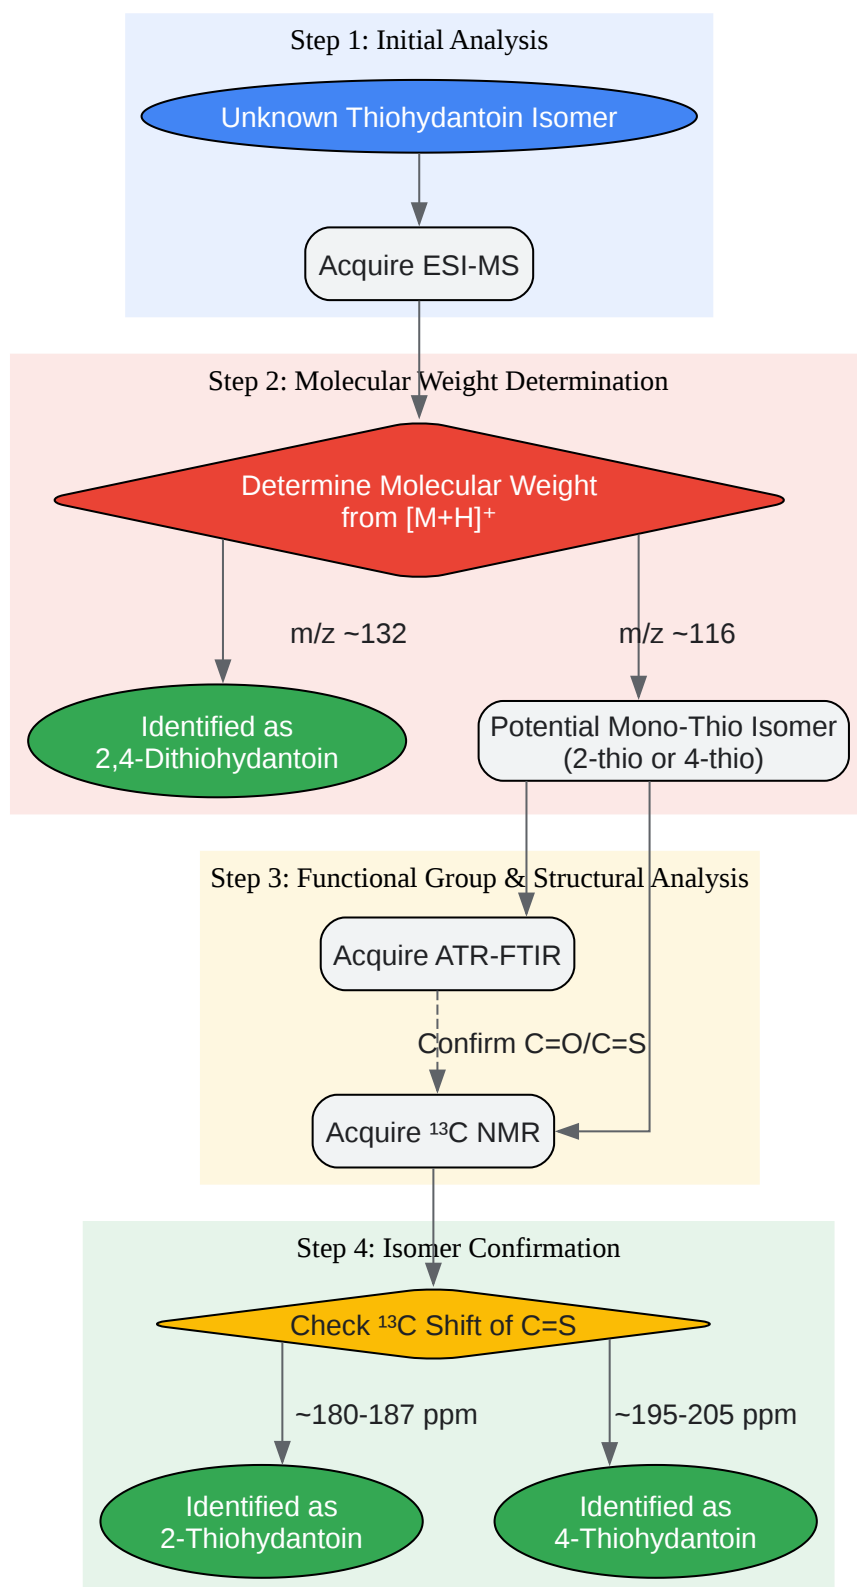 Step 1: Initial Analysis
Unknown Thiohydantoin Isomer
Acquire ESI-MS
Step 2: Molecular Weight Determination
Determine Molecular Weight
from [M+H]⁺
m/z ~132
m/z ~116
Identified as
2,4-Dithiohydantoin
Potential Mono-Thio Isomer
(2-thio or 4-thio)
Step 3: Functional Group & Structural Analysis
Acquire ATR-FTIR
Confirm C=O/C=S
Acquire ¹³C NMR
Step 4: Isomer Confirmation
Check ¹³C Shift of C=S
~180-187 ppm
~195-205 ppm
Identified as
2-Thiohydantoin
Identified as
4-Thiohydantoin